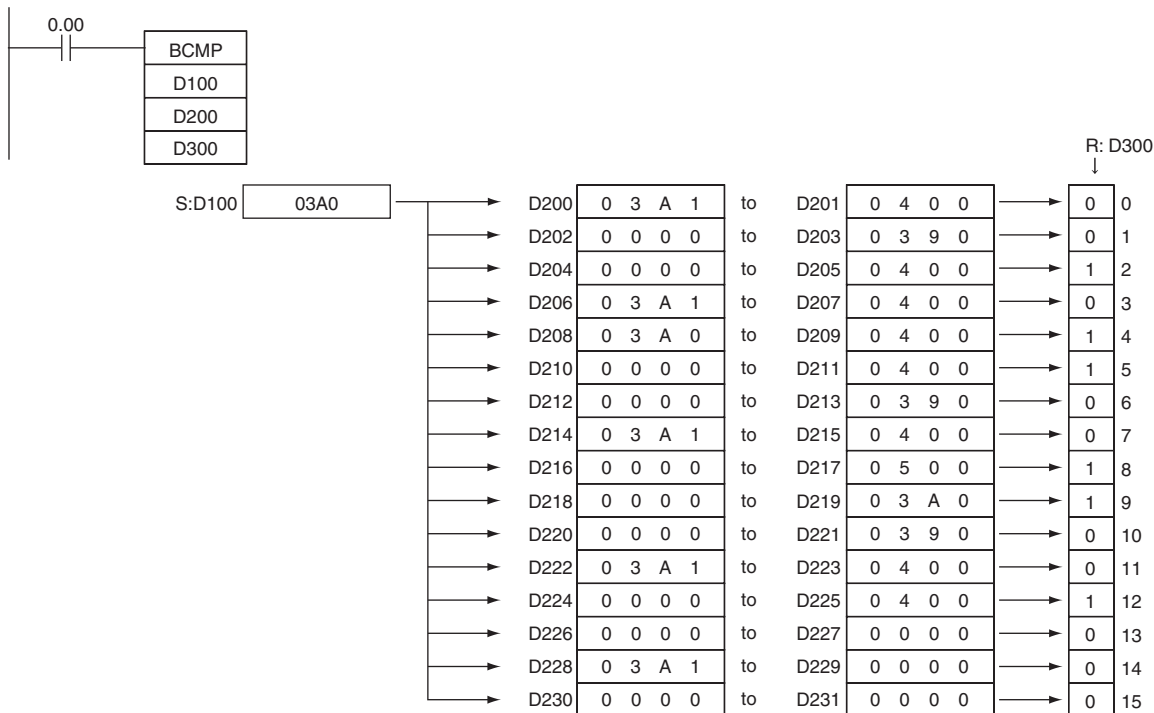 0.00
BCMP
D100
D200
D300
R: D300
↓
S:D100 03A0
D200 0 3 A 1 to D201 0 4 0 0 0 0
D202 0 0 0 0 to D203 0 3 9 0 0 1
D204 0 0 0 0 to D205 0 4 0 0 1 2
D206 0 3 A 1 to D207 0 4 0 0 0 3
D208 0 3 A 0 to D209 0 4 0 0 1 4
D210 0 0 0 0 to D211 0 4 0 0 1 5
D212 0 0 0 0 to D213 0 3 9 0 0 6
D214 0 3 A 1 to D215 0 4 0 0 0 7
D216 0 0 0 0 to D217 0 5 0 0 1 8
D218 0 0 0 0 to D219 0 3 A 0 1 9
D220 0 0 0 0 to D221 0 3 9 0 0 10
D222 0 3 A 1 to D223 0 4 0 0 0 11
D224 0 0 0 0 to D225 0 4 0 0 1 12
D226 0 0 0 0 to D227 0 0 0 0 0 13
D228 0 3 A 1 to D229 0 0 0 0 0 14
D230 0 0 0 0 to D231 0 0 0 0 0 15